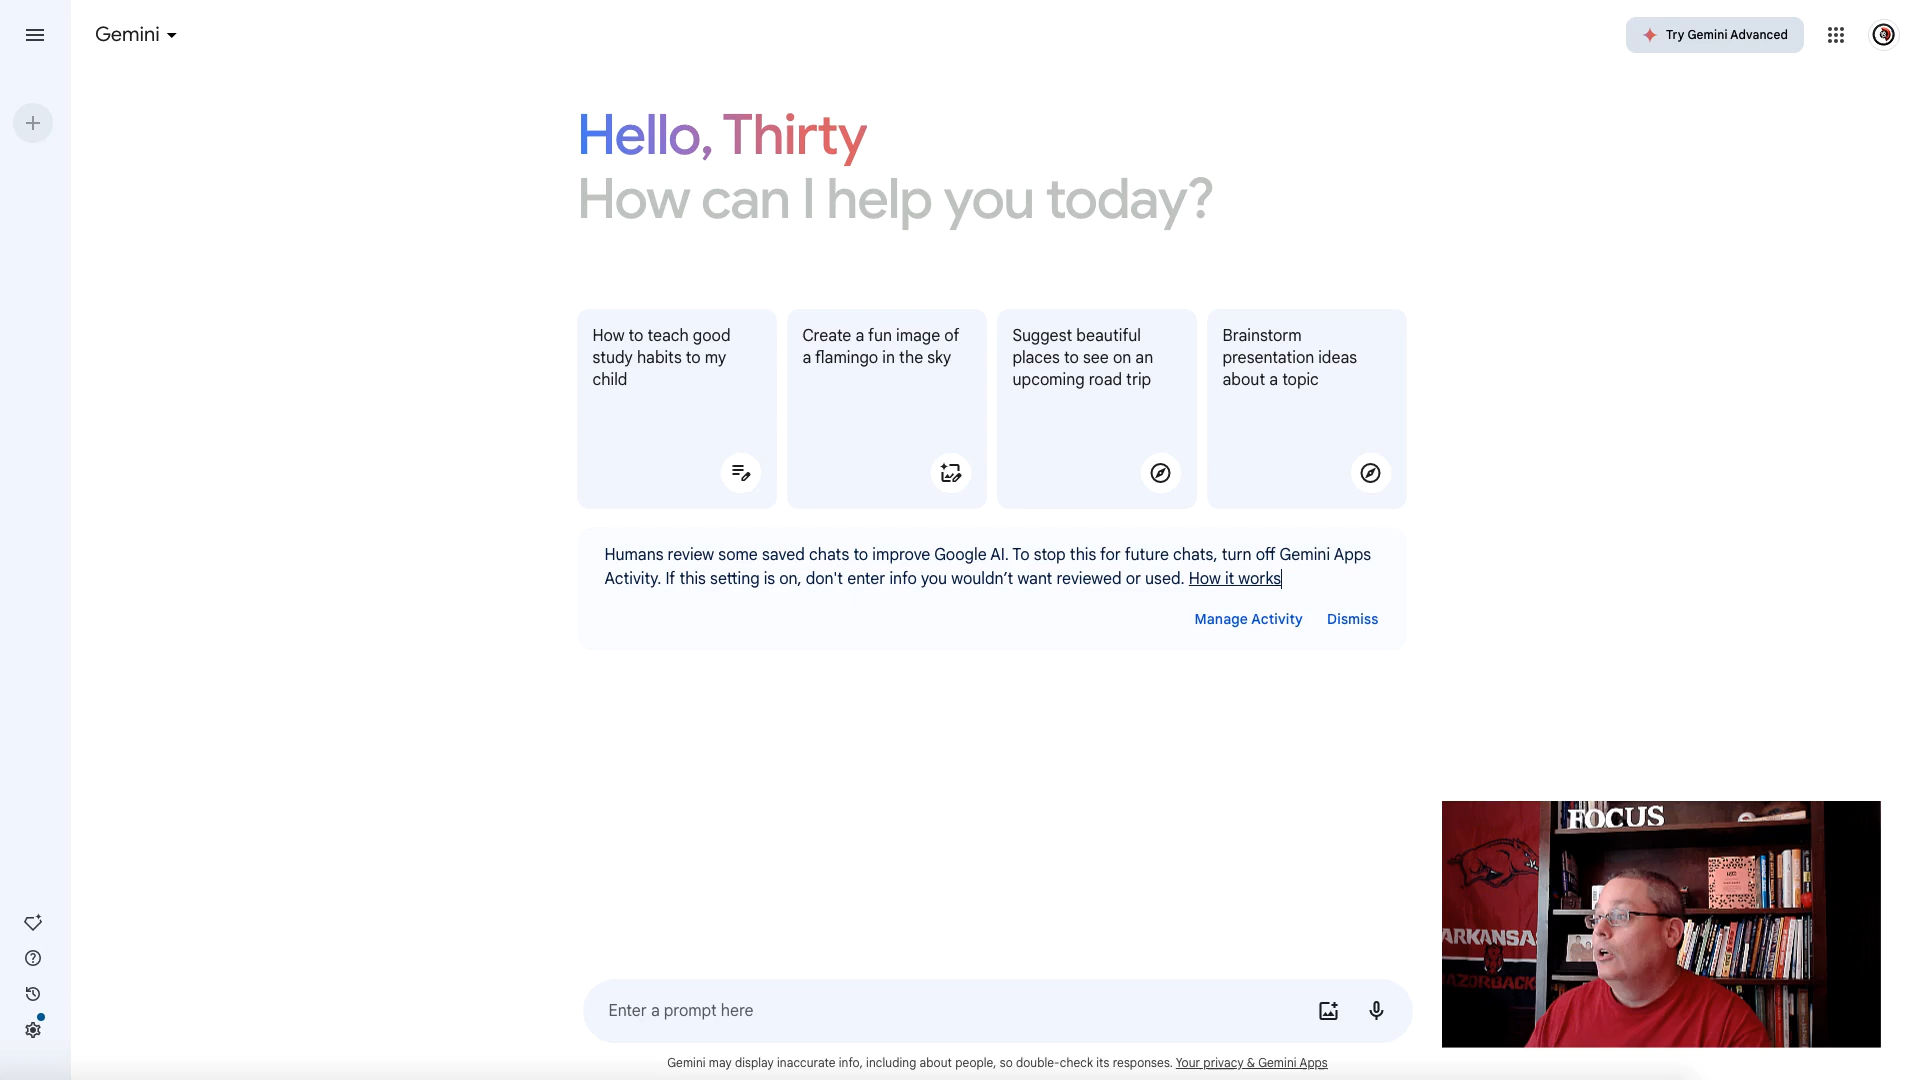 Gemini
Try Gemini Advanced
Hello, Thirty
How can I help you today?
How to teach good
study habits to my
child
Create a fun image of
a flamingo in the sky
Suggest beautiful
places to see on an
upcoming road trip
Brainstorm
presentation ideas
about a topic
Humans review some saved chats to improve Google AI. To stop this for future chats, turn off Gemini Apps
Activity. If this setting is on, don't enter info you wouldn’t want reviewed or used. How it works
Manage Activity
Dismiss
FOCUS
ARKANSAS
RAZORBACKS
Enter a prompt here
Gemini may display inaccurate info, including about people, so double-check its responses. Your privacy & Gemini Apps